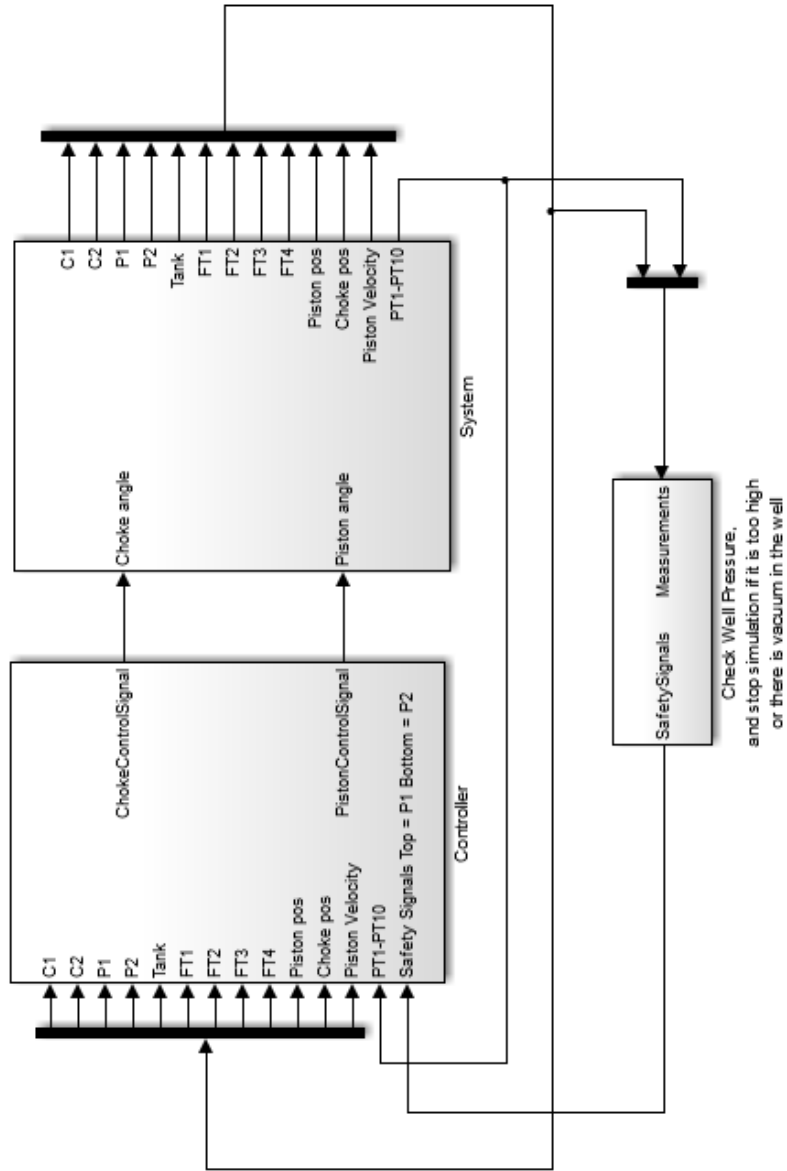 C1
C2
P1
P2
Tank
FT1
FT2
FT3
FT4
Piston pos
Choke pos
Piston Velocity
PT1-PT10
Safety Signals Top = P1 Bottom = P2
ChokeControlSignal
PistonControlSignal
Controller
Choke angle
Piston angle
C1
C2
P1
P2
Tank
FT1
FT2
FT3
FT4
Piston pos
Choke pos
Piston Velocity
PT1-PT10
System
SafetySignals
Measurements
Check Well Pressure,
and stop simulation if it is too high
or there is vacuum in the well